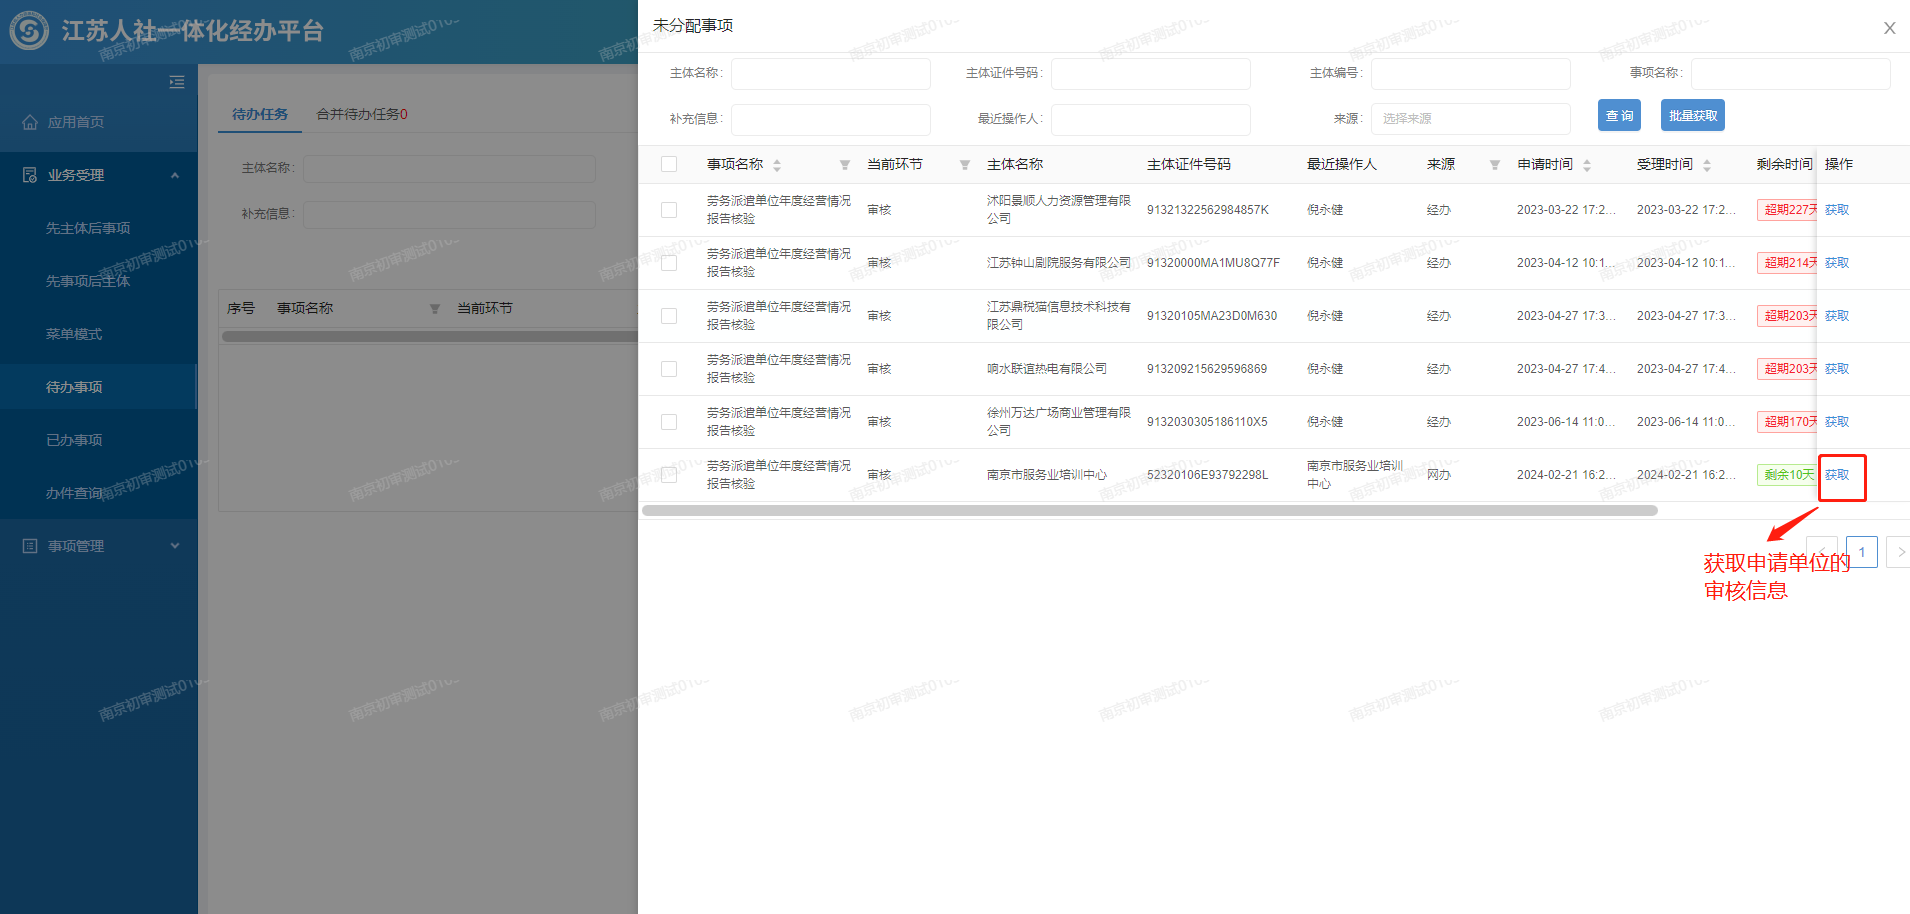 江苏人社一体化经办平台
应用首页
业务受理
先主体后事项
先事项后主体
菜单模式
待办事项
已办事项
办件查询
事项管理
待办任务 合并待办任务0
主体名称:
补充信息:
序号 事项名称 当前环节
未分配事项
X
主体名称: 主体证件号码: 主体编号: 事项名称:
补充信息: 最近操作人: 来源: 选择来源 查 询 批量获取
事项名称 当前环节 主体名称 主体证件号码 最近操作人 来源 申请时间 受理时间 剩余时间 操作
劳务派遣单位年度经营情况报告核验 审核 沭阳景顺人力资源管理有限公司 91321322562984857K 倪永健 经办 2023-03-22 17:2... 2023-03-22 17:2... 超期227天 获取
劳务派遣单位年度经营情况报告核验 审核 江苏钟山剧院服务有限公司 91320000MA1MU8Q77F 倪永健 经办 2023-04-12 10:1... 2023-04-12 10:1... 超期214天 获取
劳务派遣单位年度经营情况报告核验 审核 江苏鼎税猫信息技术科技有限公司 91320105MA23D0M630 倪永健 经办 2023-04-27 17:3... 2023-04-27 17:3... 超期203天 获取
劳务派遣单位年度经营情况报告核验 审核 响水联谊热电有限公司 913209215629596869 倪永健 经办 2023-04-27 17:4... 2023-04-27 17:4... 超期203天 获取
劳务派遣单位年度经营情况报告核验 审核 徐州万达广场商业管理有限公司 9132030305186110X5 倪永健 经办 2023-06-14 11:0... 2023-06-14 11:0... 超期170天 获取
劳务派遣单位年度经营情况报告核验 审核 南京市服务业培训中心 52320106E93792298L 南京市服务业培训中心 网办 2024-02-21 16:2... 2024-02-21 16:2... 剩余10天 获取
1
获取申请单位的
审核信息
南京初审测试